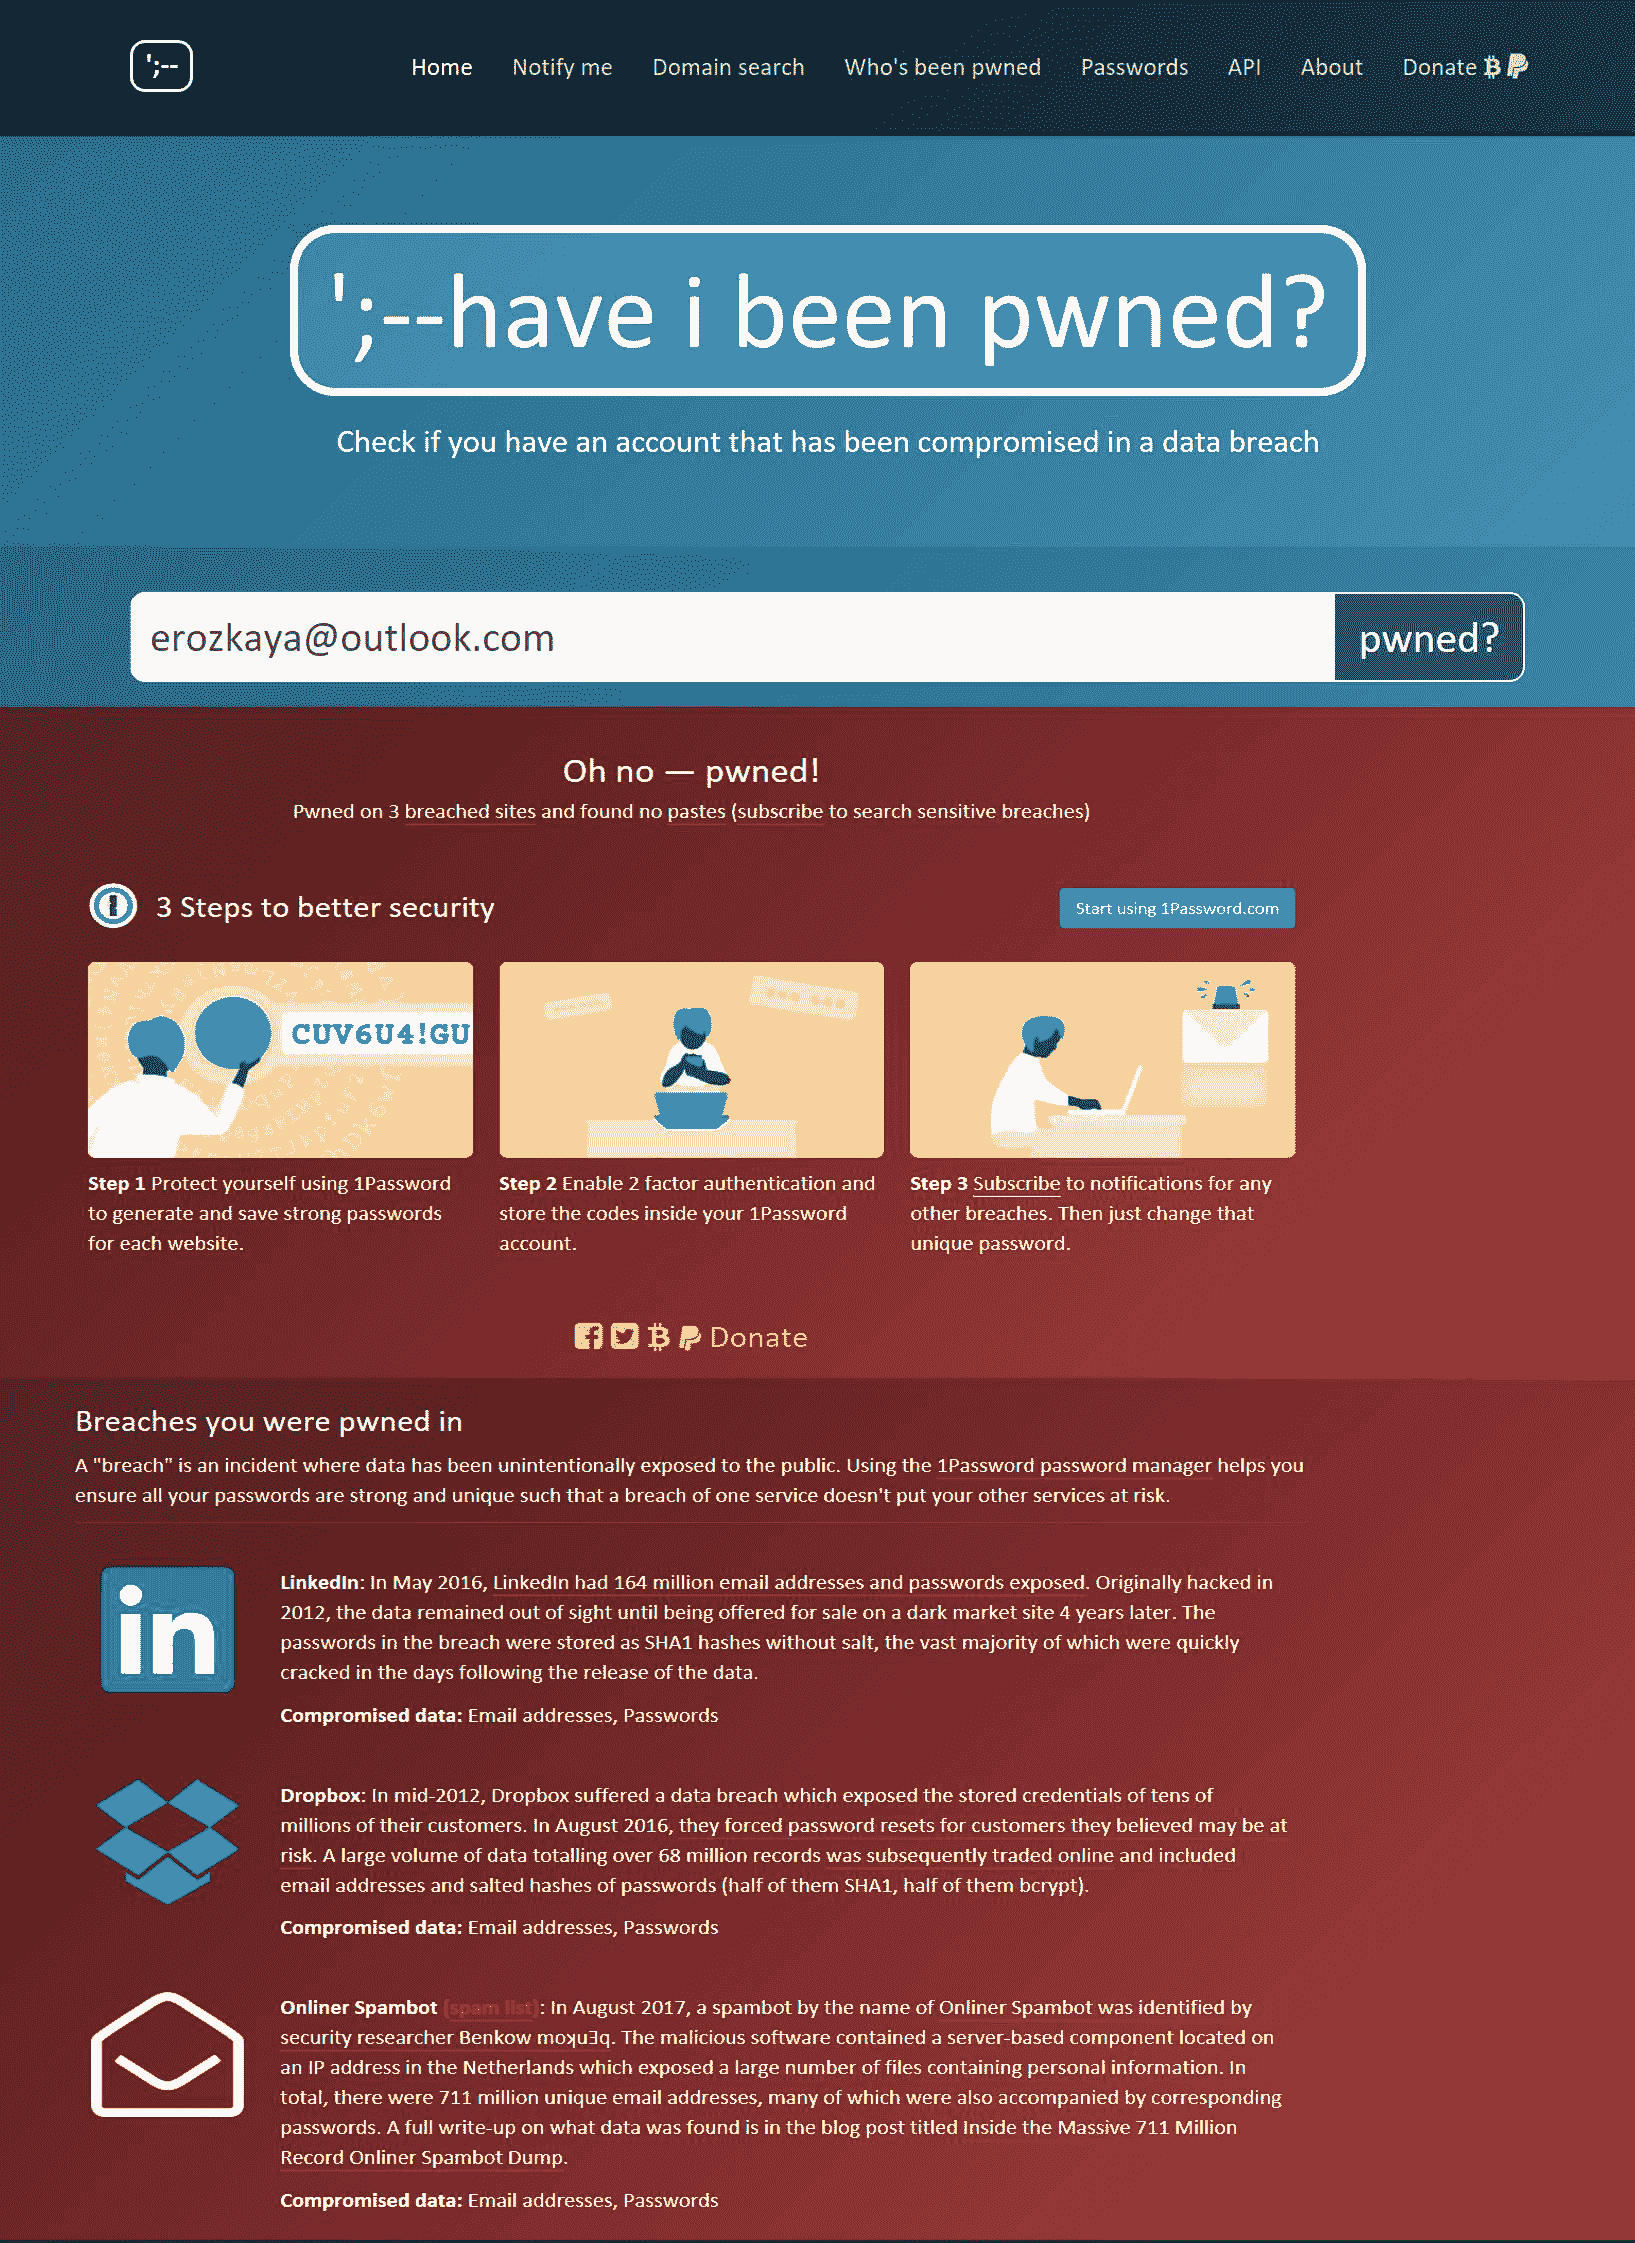 ';--
Home Notify me Domain search Who's been pwned Passwords API About Donate
';--have i been pwned?
Check if you have an account that has been compromised in a data breach
erozkaya@outlook.com pwned?
Oh no — pwned!
Pwned on 3 breached sites and found no pastes (subscribe to search sensitive breaches)
3 Steps to better security Start using 1Password.com
CUV6U4!GU
Step 1 Protect yourself using 1Password
to generate and save strong passwords
for each website.
Step 2 Enable 2 factor authentication and
store the codes inside your 1Password
account.
Step 3 Subscribe to notifications for any
other breaches. Then just change that
unique password.
Donate
Breaches you were pwned in
A "breach" is an incident where data has been unintentionally exposed to the public. Using the 1Password password manager helps you
ensure all your passwords are strong and unique such that a breach of one service doesn't put your other services at risk.
in
LinkedIn: In May 2016, LinkedIn had 164 million email addresses and passwords exposed. Originally hacked in
2012, the data remained out of sight until being offered for sale on a dark market site 4 years later. The
passwords in the breach were stored as SHA1 hashes without salt, the vast majority of which were quickly
cracked in the days following the release of the data.
Compromised data: Email addresses, Passwords
Dropbox: In mid-2012, Dropbox suffered a data breach which exposed the stored credentials of tens of
millions of their customers. In August 2016, they forced password resets for customers they believed may be at
risk. A large volume of data totalling over 68 million records was subsequently traded online and included
email addresses and salted hashes of passwords (half of them SHA1, half of them bcrypt).
Compromised data: Email addresses, Passwords
Onliner Spambot (spam list): In August 2017, a spambot by the name of Onliner Spambot was identified by
security researcher Benkow moʞuƎq. The malicious software contained a server-based component located on
an IP address in the Netherlands which exposed a large number of files containing personal information. In
total, there were 711 million unique email addresses, many of which were also accompanied by corresponding
passwords. A full write-up on what data was found is in the blog post titled Inside the Massive 711 Million
Record Onliner Spambot Dump.
Compromised data: Email addresses, Passwords